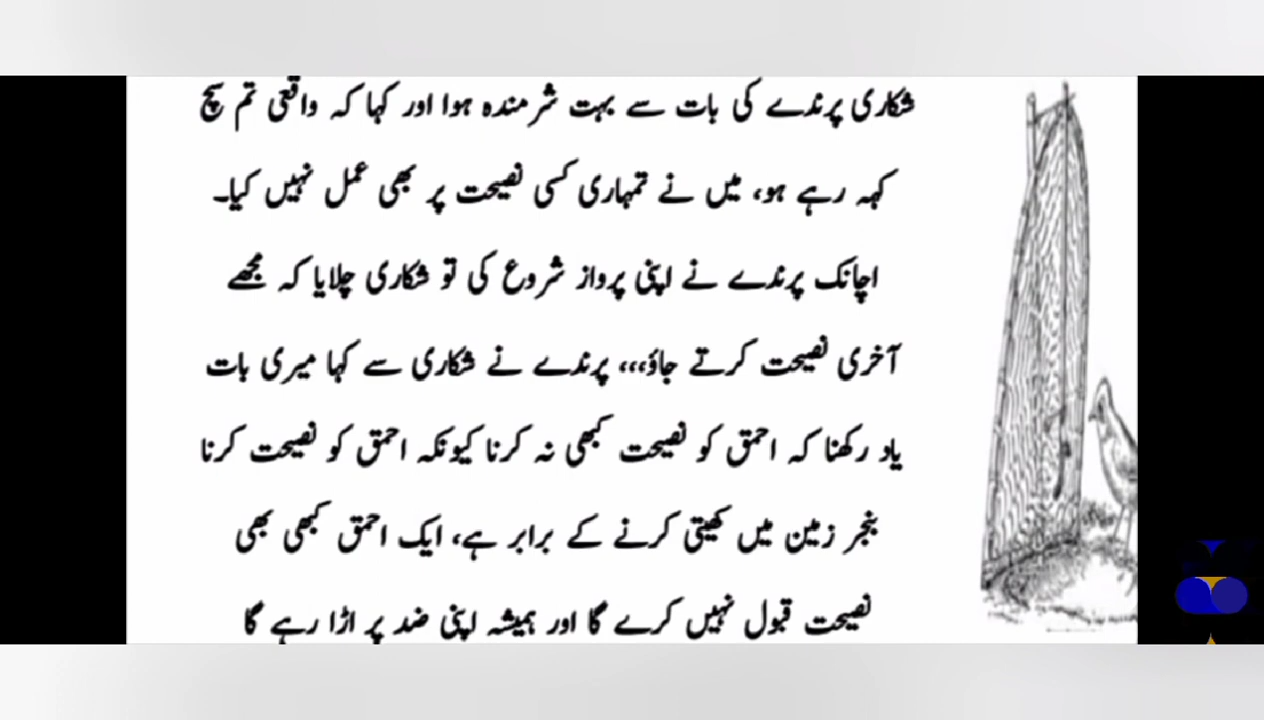 شکاری پرندے کی بات سے بہت شرمندہ ہوا اور کہا کہ واقعی تم سچ
کہہ رہے ہو، میں نے تمہاری کسی نصیحت پر بھی عمل نہیں کیا۔
اچانک پرندے نے اپنی پرواز شروع کی تو شکاری چلایا کہ مجھے
آخری نصیحت کرتے جاؤ،،، پرندے نے شکاری سے کہا میری بات
یاد رکھنا کہ احمق کو نصیحت کبھی نہ کرنا کیونکہ احمق کو نصیحت کرنا
بنجر زمین میں کھیتی کرنے کے برابر ہے، ایک احمق کبھی بھی
نصیحت قبول نہیں کرے گا اور ہمیشہ اپنی ضد پر اڑا رہے گا